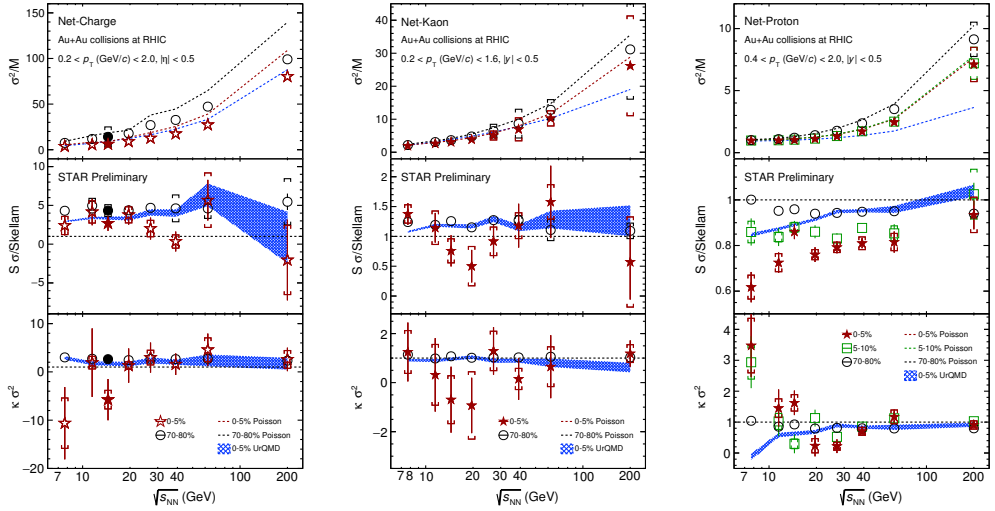 Net-Charge
Au+Au collisions at RHIC
0.2 < p_T (GeV/c) < 2.0, |η| < 0.5
σ²/M
150
100
50
0
STAR Preliminary
S σ/Skellam
10
5
0
−5
κ σ²
10
0
−10
−20
0-5%
70-80%
0-5% Poisson
70-80% Poisson
0-5% UrQMD
7 10 20 30 40 100 200
√s_NN (GeV)
Net-Kaon
Au+Au collisions at RHIC
0.2 < p_T (GeV/c) < 1.6, |y| < 0.5
σ²/M
40
20
0
STAR Preliminary
S σ/Skellam
2
1.5
1
0.5
0
κ σ²
2
0
−2
0-5%
70-80%
0-5% Poisson
70-80% Poisson
0-5% UrQMD
7 8 10 20 30 40 100 200
√s_NN (GeV)
Net-Proton
Au+Au collisions at RHIC
0.4 < p_T (GeV/c) < 2.0, |y| < 0.5
σ²/M
10
5
0
STAR Preliminary
S σ/Skellam
1
0.8
0.6
κ σ²
4
3
2
1
0
0-5%
5-10%
70-80%
0-5% Poisson
5-10% Poisson
70-80% Poisson
0-5% UrQMD
7 10 20 30 40 100 200
√s_NN (GeV)